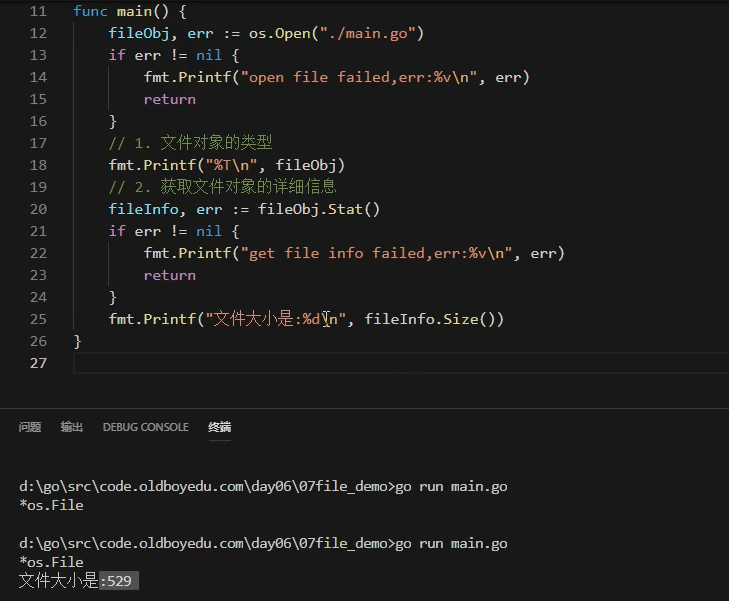 11 func main() {
12 fileObj, err := os.Open("./main.go")
13 if err != nil {
14 fmt.Printf("open file failed,err:%v\n", err)
15 return
16 }
17 // 1. 文件对象的类型
18 fmt.Printf("%T\n", fileObj)
19 // 2. 获取文件对象的详细信息
20 fileInfo, err := fileObj.Stat()
21 if err != nil {
22 fmt.Printf("get file info failed,err:%v\n", err)
23 return
24 }
25 fmt.Printf("文件大小是:%d\n", fileInfo.Size())
26 }
27
问题 输出 DEBUG CONSOLE 终端
d:\go\src\code.oldboyedu.com\day06\07file_demo>go run main.go
*os.File
d:\go\src\code.oldboyedu.com\day06\07file_demo>go run main.go
*os.File
文件大小是:529